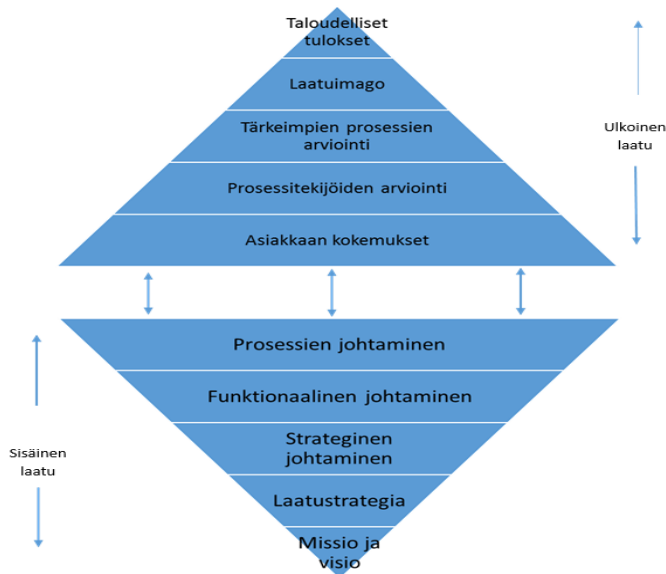 Taloudelliset
tulokset
Laatuimago
Tärkeimpien prosessien
arviointi
Prosessitekijöiden arviointi
Asiakkaan kokemukset
Ulkoinen
laatu
Prosessien johtaminen
Funktionaalinen johtaminen
Strateginen
johtaminen
Laatustrategia
Missio ja
visio
Sisäinen
laatu